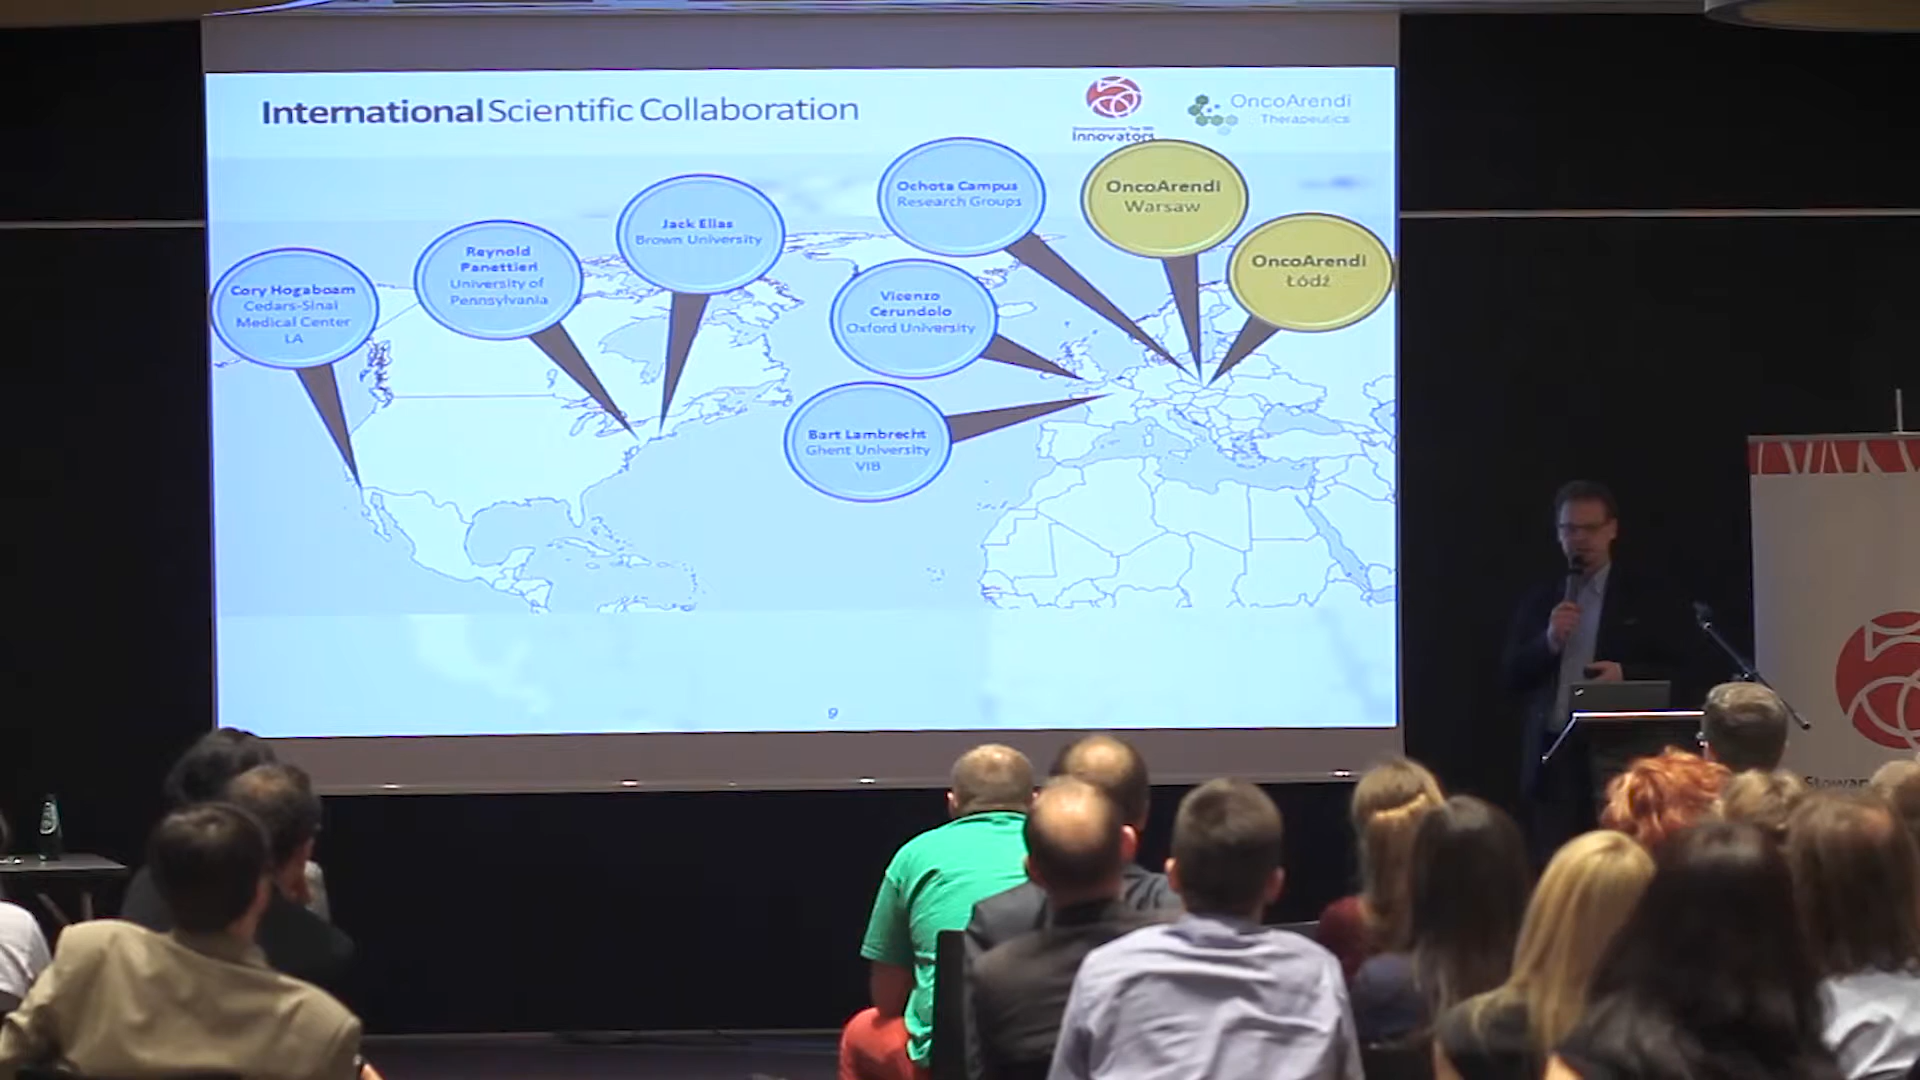 International Scientific Collaboration
Innovators
OncoArendi
Therapeutics
Ochota Campus
Research Groups
OncoArendi
Warsaw
Jack Elias
Brown University
Reynold
Panettieri
University of
Pennsylvania
OncoArendi
Łódź
Cory Hogaboam
Cedars-Sinai
Medical Center
LA
Vicenzo
Cerundolo
Oxford University
Bart Lambrecht
Ghent University
VIB
9
Stowar